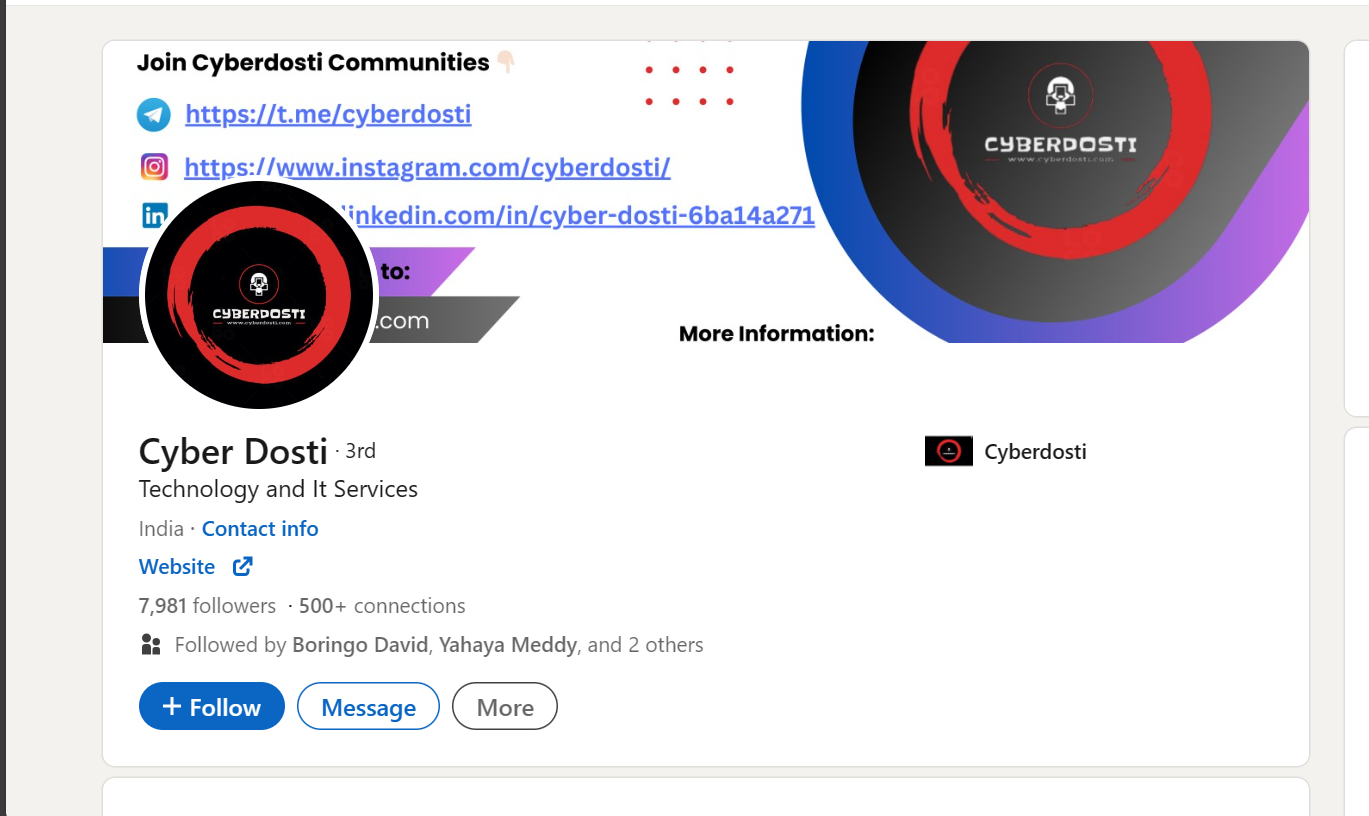 Join Cyberdosti Communities
https://t.me/cyberdosti
CYBERDOSTI
www.cyberdosti.com
https://www.instagram.com/cyberdosti/
in linkedin.com/in/cyber-dosti-6ba14a271
to:
.com
CYBERDOSTI
www.cyberdosti.com
More Information:
Cyber Dosti · 3rd
Cyberdosti
Technology and It Services
India · Contact info
Website
7,981 followers · 500+ connections
Followed by Boringo David, Yahaya Meddy, and 2 others
+ Follow
Message
More